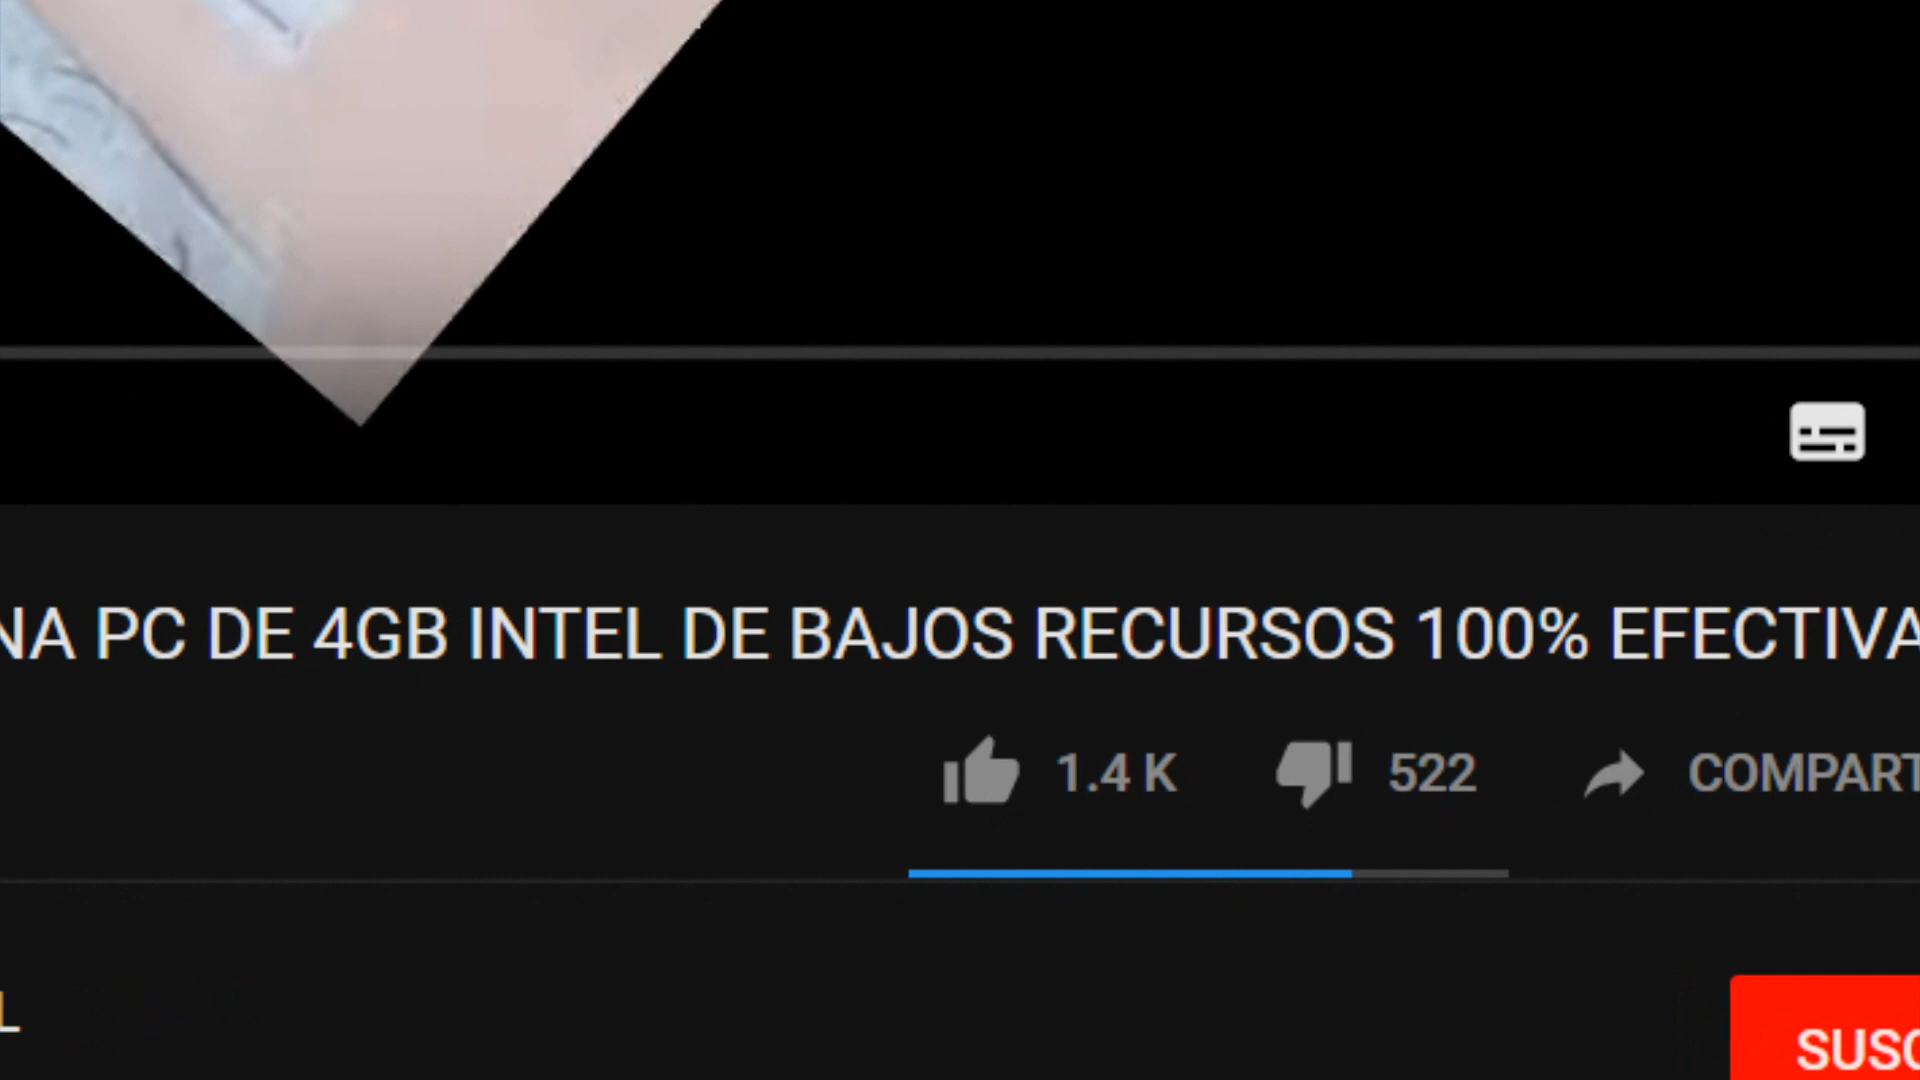 NA PC DE 4GB INTEL DE BAJOS RECURSOS 100% EFECTIVA
1.4 K 522 COMPART
L
SUSC